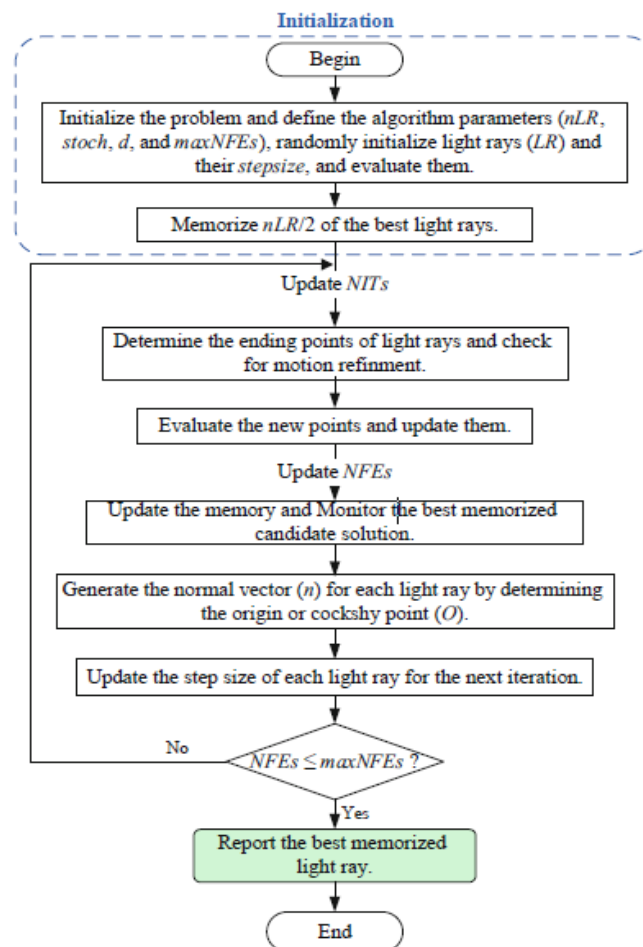 Initialization
Begin
Initialize the problem and define the algorithm parameters (nLR,
stoch, d, and maxNFEs), randomly initialize light rays (LR) and
their stepsize, and evaluate them.
Memorize nLR/2 of the best light rays.
Update NITs
Determine the ending points of light rays and check
for motion refinment.
Evaluate the new points and update them.
Update NFEs
Update the memory and Monitor the best memorized
candidate solution.
Generate the normal vector (n) for each light ray by determining
the origin or cockshy point (O).
Update the step size of each light ray for the next iteration.
No
NFEs ≤ maxNFEs ?
Yes
Report the best memorized
light ray.
End